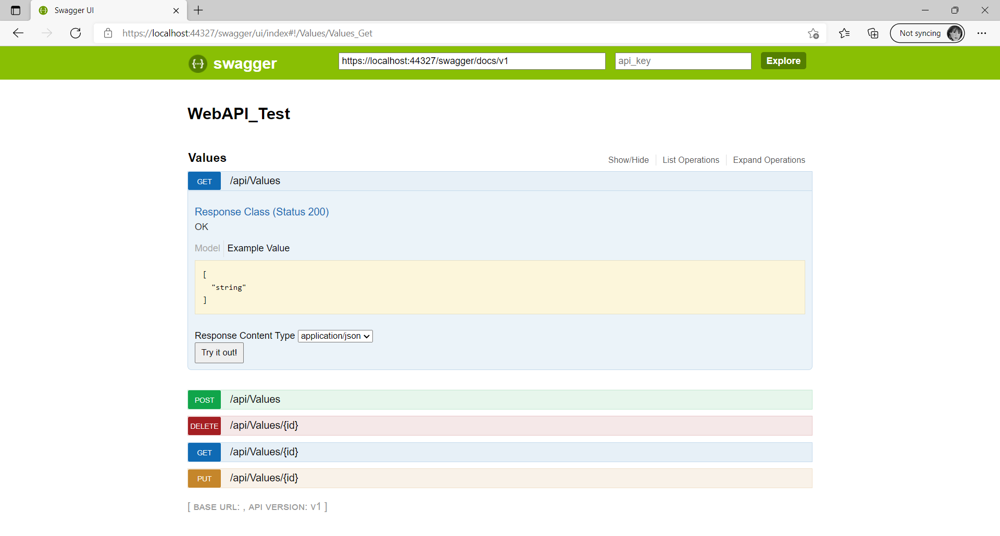 Swagger UI
https://localhost:44327/swagger/ui/index#!/Values/Values_Get
Not syncing
{···} swagger
https://localhost:44327/swagger/docs/v1
api_key
Explore
WebAPI_Test
Values
Show/Hide
List Operations
Expand Operations
GET /api/Values
Response Class (Status 200)
OK
Model Example Value
[
"string"
]
Response Content Type application/json
Try it out!
POST /api/Values
DELETE /api/Values/{id}
GET /api/Values/{id}
PUT /api/Values/{id}
[ BASE URL: , API VERSION: V1 ]